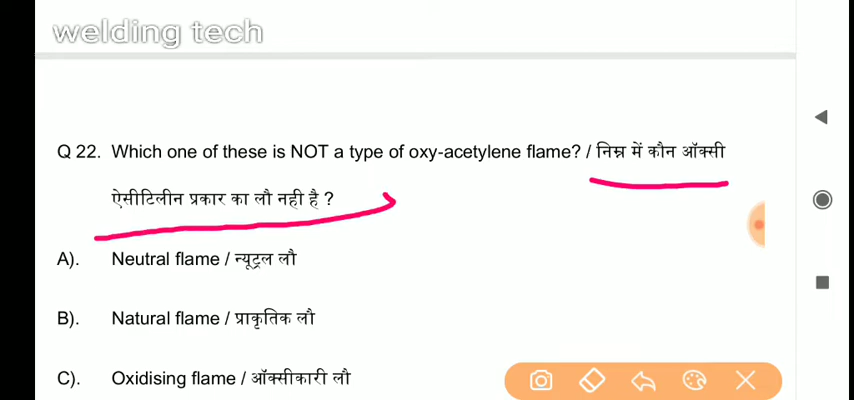 welding tech
Q 22. Which one of these is NOT a type of oxy-acetylene flame? / निम्न में कौन ऑक्सी
ऐसीटिलीन प्रकार का लौ नही है ?
A). Neutral flame / न्यूट्रल लौ
B). Natural flame / प्राकृतिक लौ
C). Oxidising flame / ऑक्सीकारी लौ